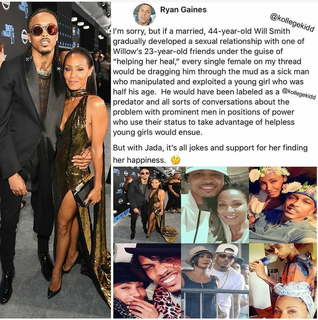 Ryan Gaines
@kollegekidd
I'm sorry, but if a married, 44-year-old Will Smith
gradually developed a sexual relationship with one of
Willow's 23-year-old friends under the guise of
"helping her heal," every single female on my thread
would be dragging him through the mud as a sick man
who manipulated and exploited a young girl who was
half his age. He would have been labeled as a
@kollegekidd
predator and all sorts of conversations about the
problem with prominent men in positions of power
who use their status to take advantage of helpless
young girls would ensue.
But with Jada, it's all jokes and support for her finding
her happiness. 🤔